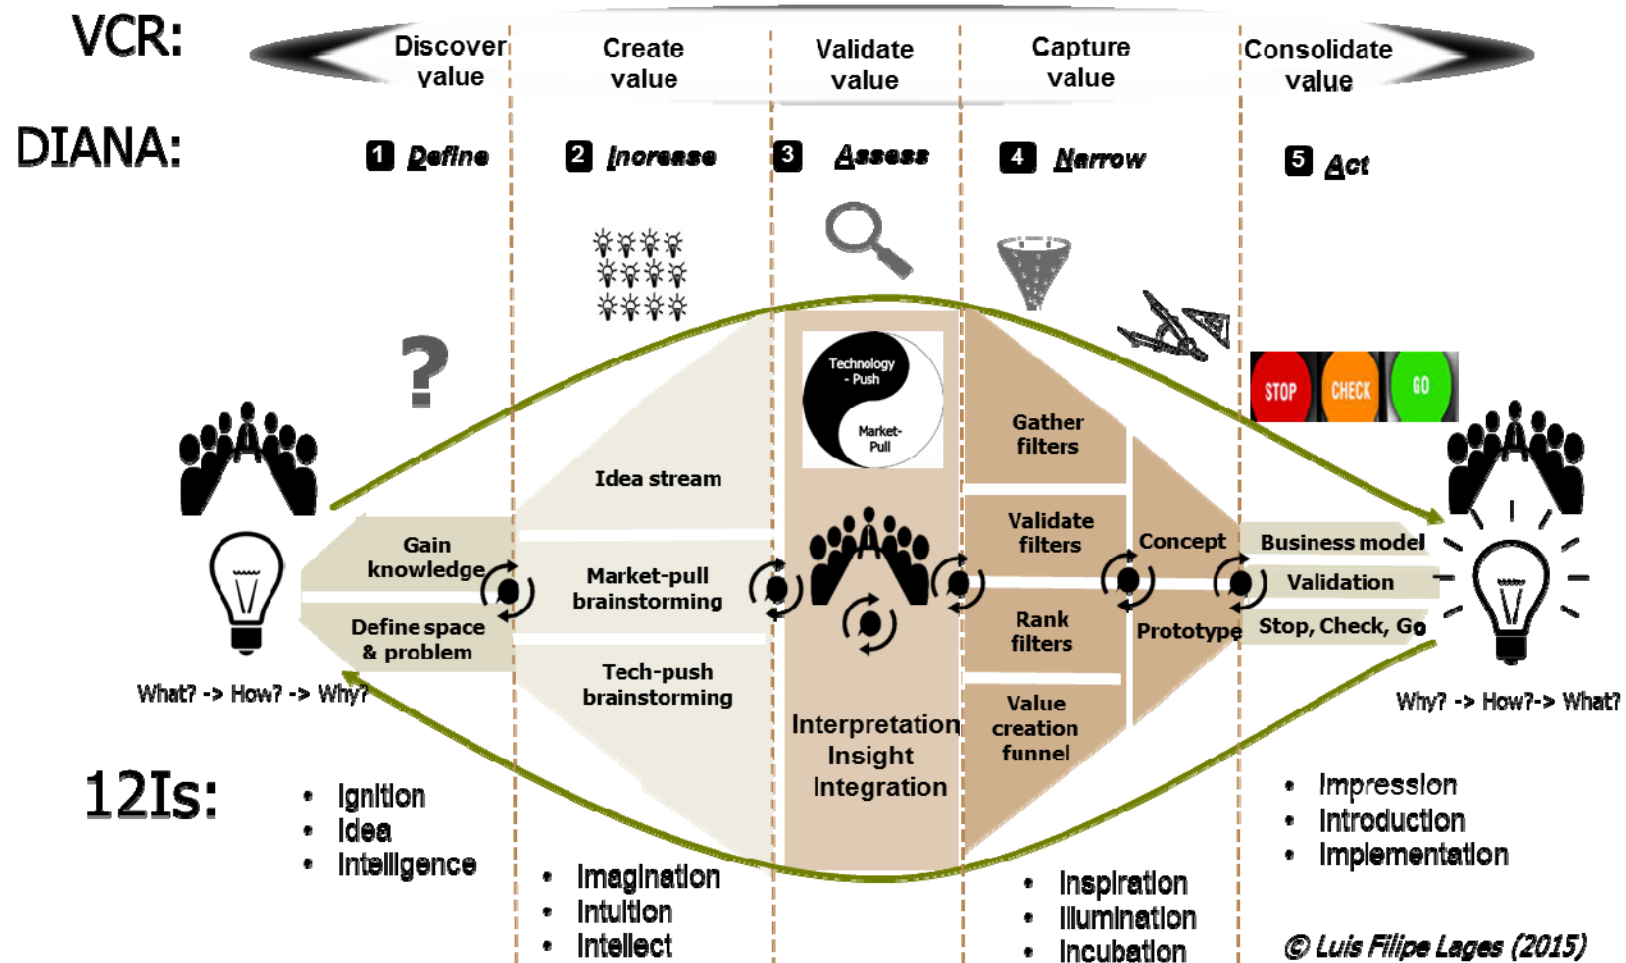 VCR:
Discover
value
Create
value
Validate
value
Capture
value
Consolidate
value
DIANA:
1 Define
2 Increase
3 Assess
4 Narrow
5 Act
?
STOP
CHECK
GO
Technology
- Push
Market-
Pull
Gain
knowledge
Define space
& problem
What? -> How? -> Why?
Idea stream
Market-pull
brainstorming
Tech-push
brainstorming
Interpretation
Insight
Integration
Gather
filters
Validate
filters
Rank
filters
Value
creation
funnel
Concept
Prototype
Business model
Validation
Stop, Check, Go
Why? -> How?-> What?
12Is:
• Ignition
• Idea
• Intelligence
• Imagination
• Intuition
• Intellect
• Inspiration
• Illumination
• Incubation
• Impression
• Introduction
• Implementation
© Luis Filipe Lages (2015)